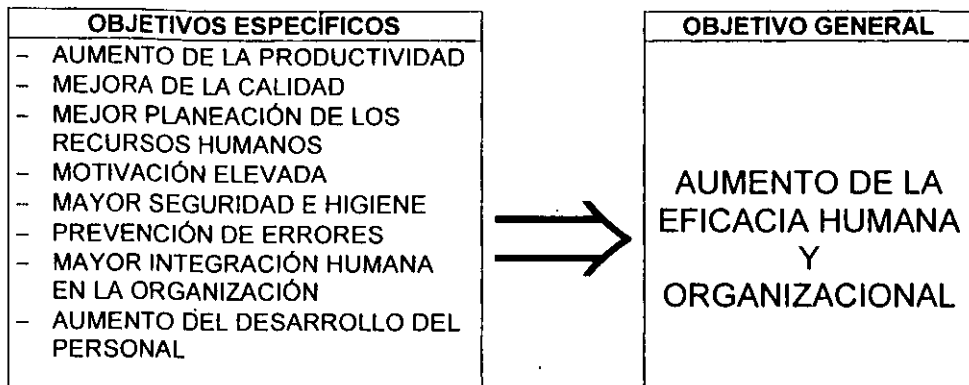 OBJETIVOS ESPECÍFICOS
– AUMENTO DE LA PRODUCTIVIDAD
– MEJORA DE LA CALIDAD
– MEJOR PLANEACIÓN DE LOS
RECURSOS HUMANOS
– MOTIVACIÓN ELEVADA
– MAYOR SEGURIDAD E HIGIENE
– PREVENCIÓN DE ERRORES
– MAYOR INTEGRACIÓN HUMANA
EN LA ORGANIZACIÓN
– AUMENTO DEL DESARROLLO DEL
PERSONAL
OBJETIVO GENERAL
AUMENTO DE LA
EFICACIA HUMANA
Y
ORGANIZACIONAL